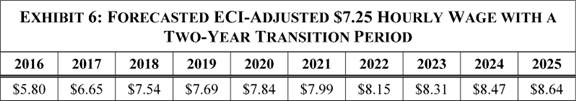 EXHIBIT 6: FORECASTED ECI-ADJUSTED $7.25 HOURLY WAGE WITH A
TWO-YEAR TRANSITION PERIOD
2016 2017 2018 2019 2020 2021 2022 2023 2024 2025
$5.80 $6.65 $7.54 $7.69 $7.84 $7.99 $8.15 $8.31 $8.47 $8.64